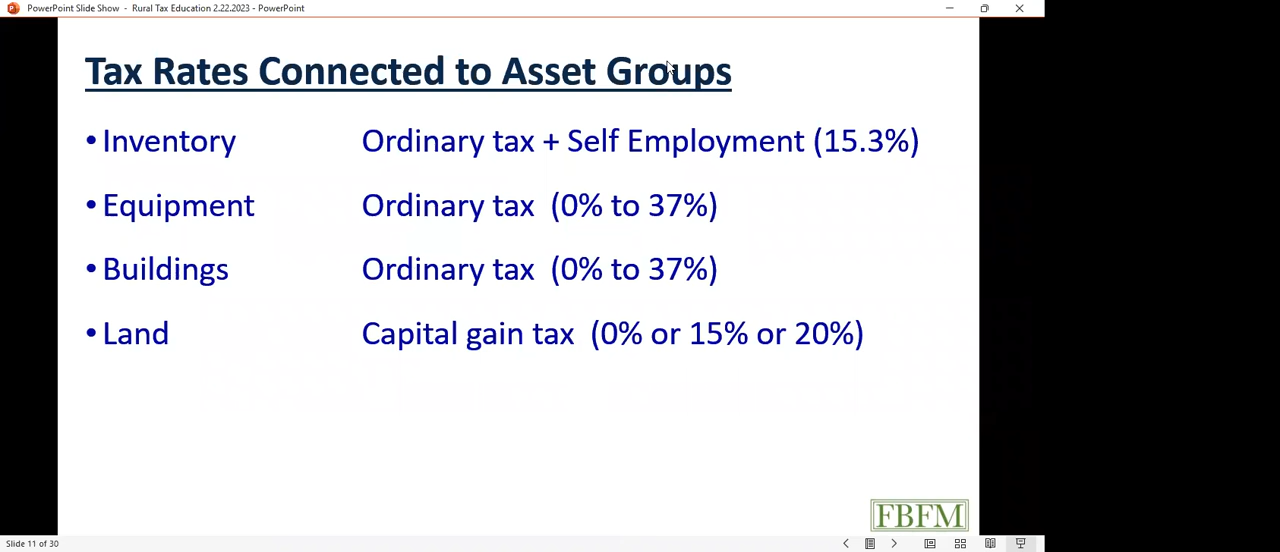 PowerPoint Slide Show - Rural Tax Education 2.22.2023 - PowerPoint
Tax Rates Connected to Asset Groups
• Inventory Ordinary tax + Self Employment (15.3%)
• Equipment Ordinary tax (0% to 37%)
• Buildings Ordinary tax (0% to 37%)
• Land Capital gain tax (0% or 15% or 20%)
FBFM
Slide 11 of 30